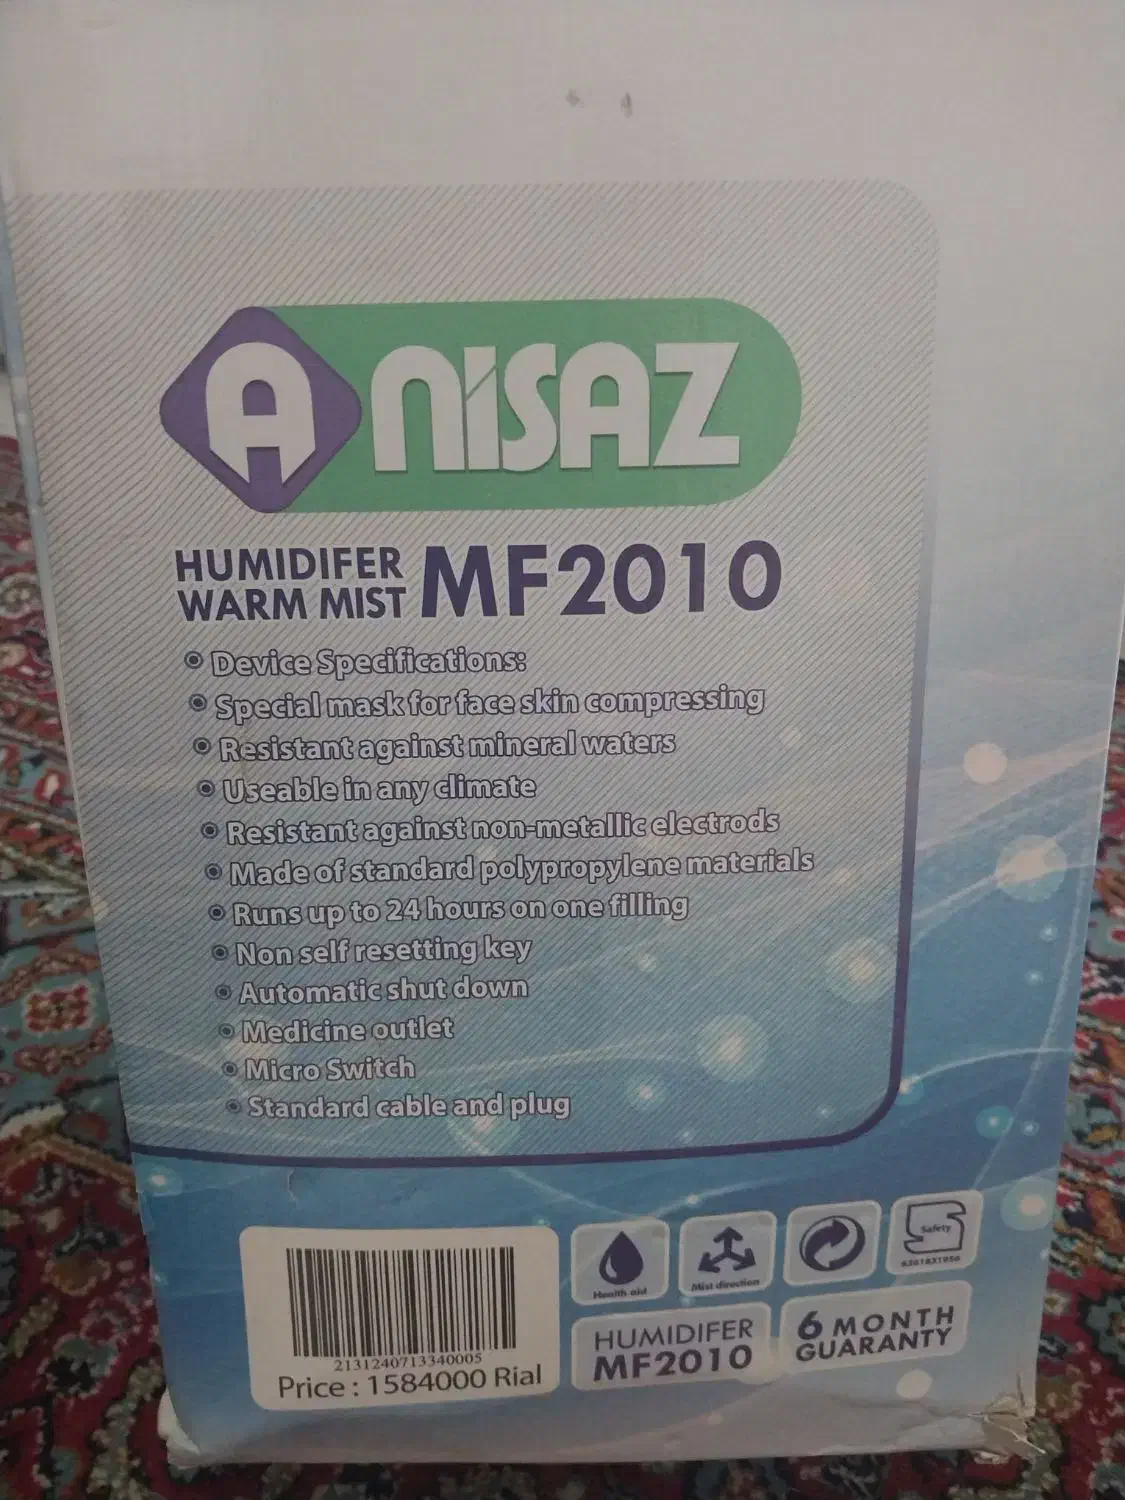 ANISAZ
HUMIDIFER
WARM MIST MF2010
Device Specifications:
Special mask for face skin compressing
Resistant against mineral waters
Useable in any climate
Resistant against non-metallic electrods
Made of standard polypropylene materials
Runs up to 24 hours on one filling
Non self resetting key
Automatic shut down
Medicine outlet
Micro Switch
Standard cable and plug
2131240713340005
Price : 1584000 Rial
Health aid
Mist direction
Safety
HUMIDIFER
MF2010
6 MONTH
GUARANTY